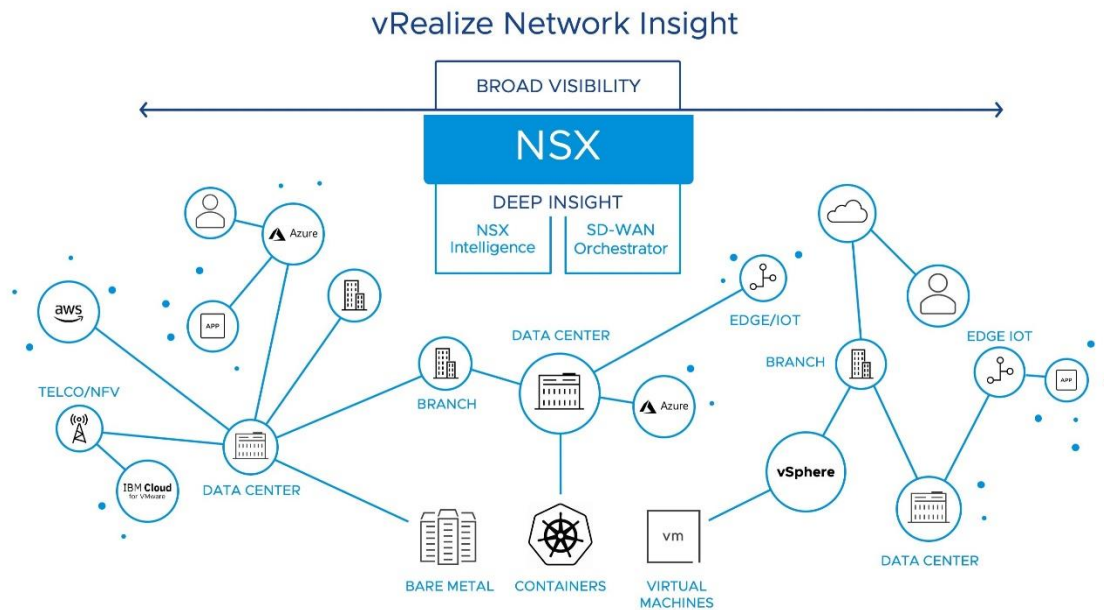 vRealize Network Insight
BROAD VISIBILITY
NSX
DEEP INSIGHT
NSX
Intelligence
SD-WAN
Orchestrator
Azure
aws
APP
EDGE/IOT
DATA CENTER
BRANCH
EDGE IOT
BRANCH
APP
TELCO/NFV
Azure
DATA CENTER
IBM Cloud
for VMware
vSphere
vm
DATA CENTER
BARE METAL
CONTAINERS
VIRTUAL
MACHINES